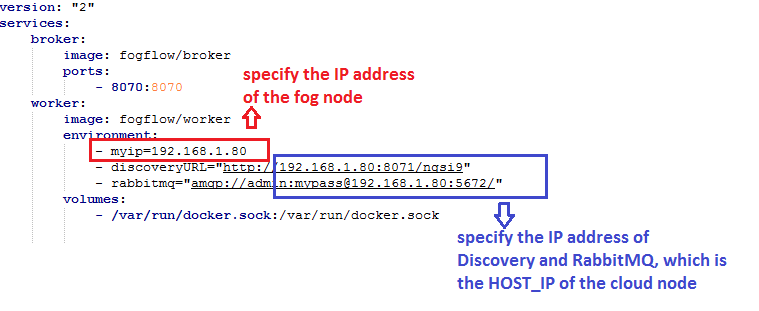 version: "2"
services:
broker:
image: fogflow/broker
ports:
- 8070:8070
worker:
image: fogflow/worker
environment:
- myip=192.168.1.80
- discoveryURL="http://192.168.1.80:8071/ngsi9"
- rabbitmq="amqp://admin:mypass@192.168.1.80:5672/"
volumes:
- /var/run/docker.sock:/var/run/docker.sock
specify the IP address
of the fog node
specify the IP address of
Discovery and RabbitMQ, which is
the HOST_IP of the cloud node